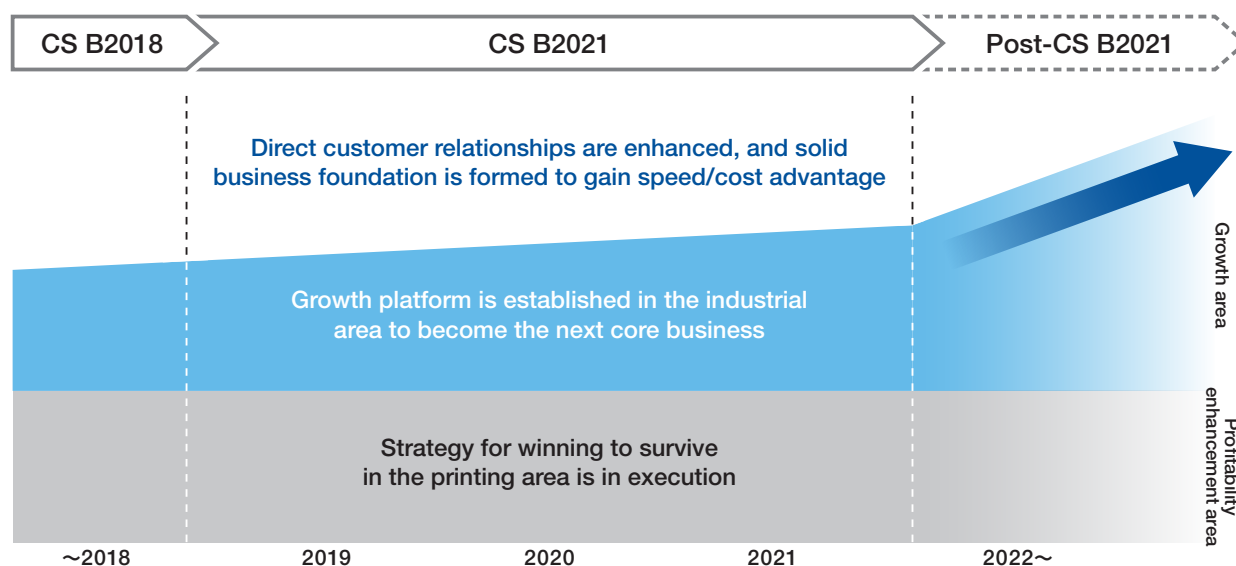 CS B2018
CS B2021
Post-CS B2021
Direct customer relationships are enhanced, and solid
business foundation is formed to gain speed/cost advantage
Growth platform is established in the industrial
area to become the next core business
Growth area
Strategy for winning to survive
in the printing area is in execution
Profitability
enhancement area
～2018
2019
2020
2021
2022～